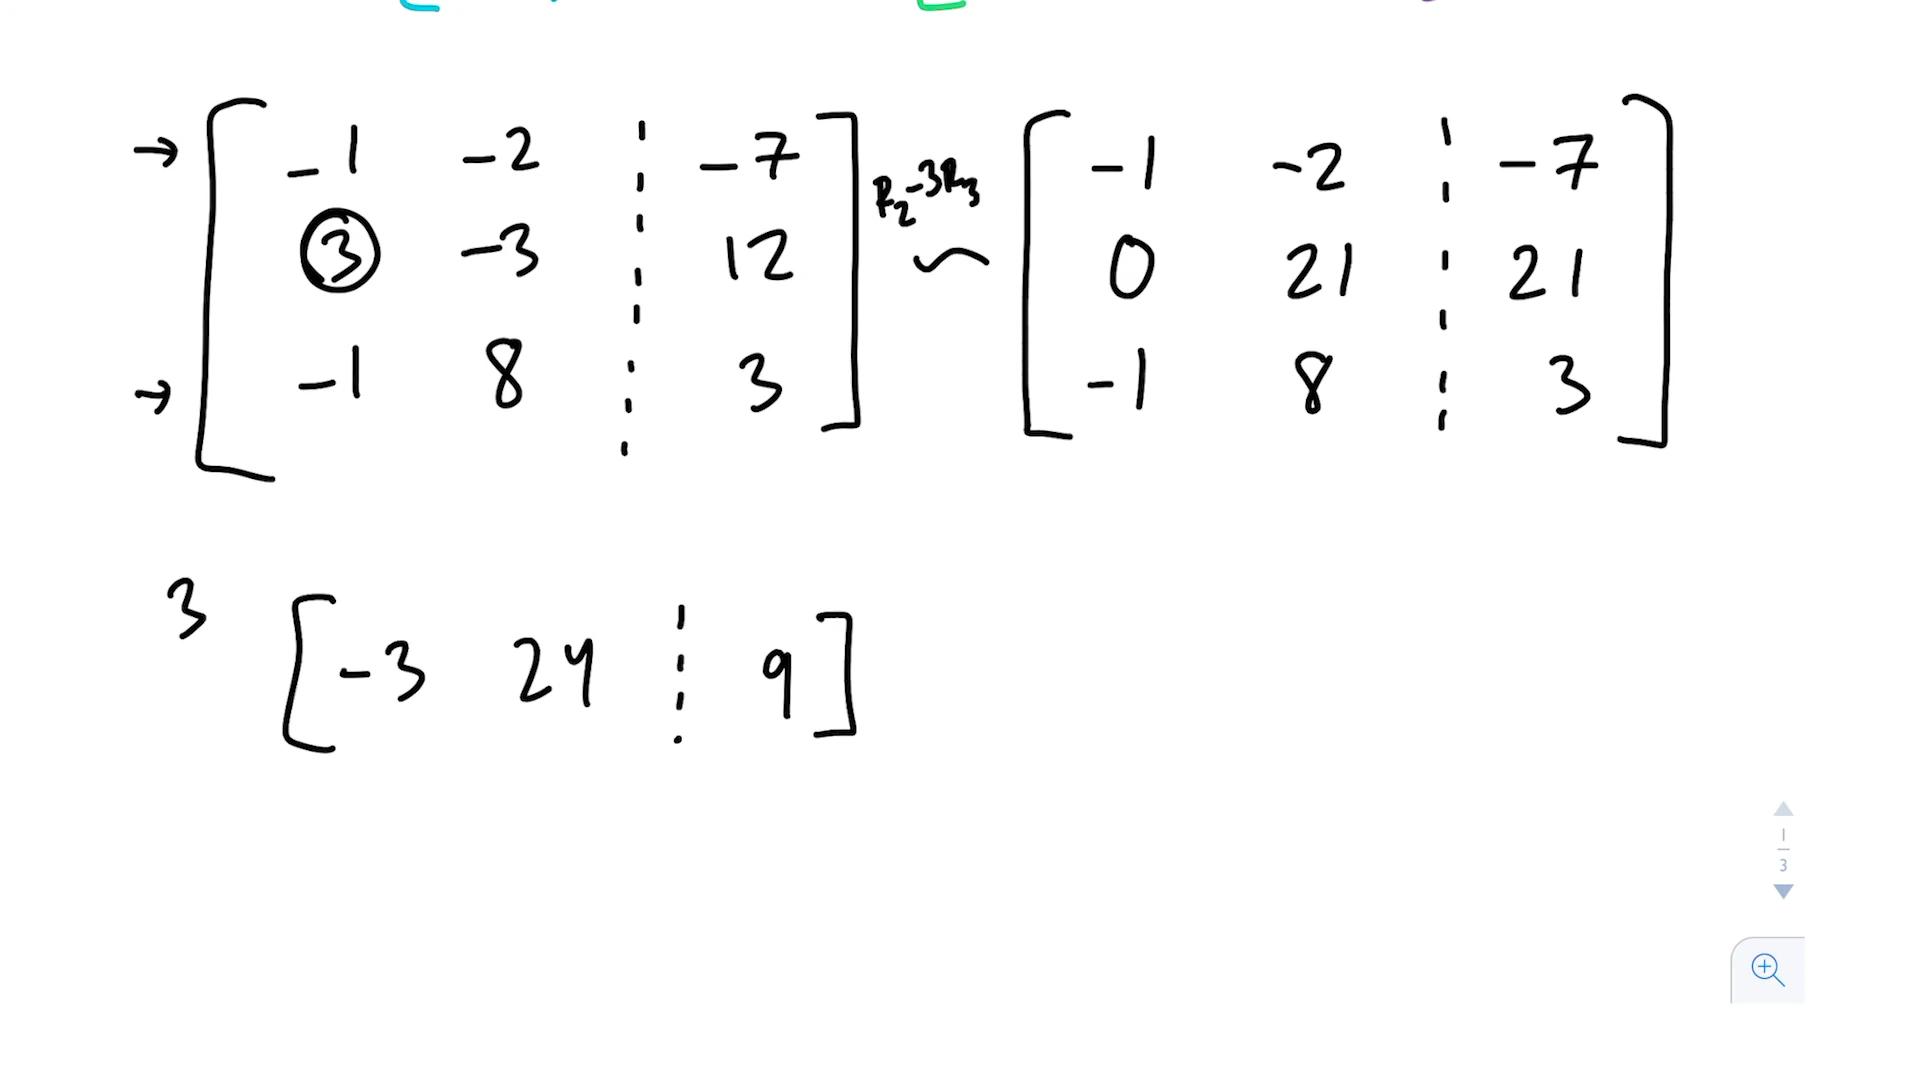 → [ -1 -2 ¦ -7 ] R₂-3R₃ [ -1 -2 ¦ -7 ]
3 -3 ¦ 12 ~ 0 21 ¦ 21
→ -1 8 ¦ 3 -1 8 ¦ 3
3 [ -3 24 ¦ 9 ]
1
3